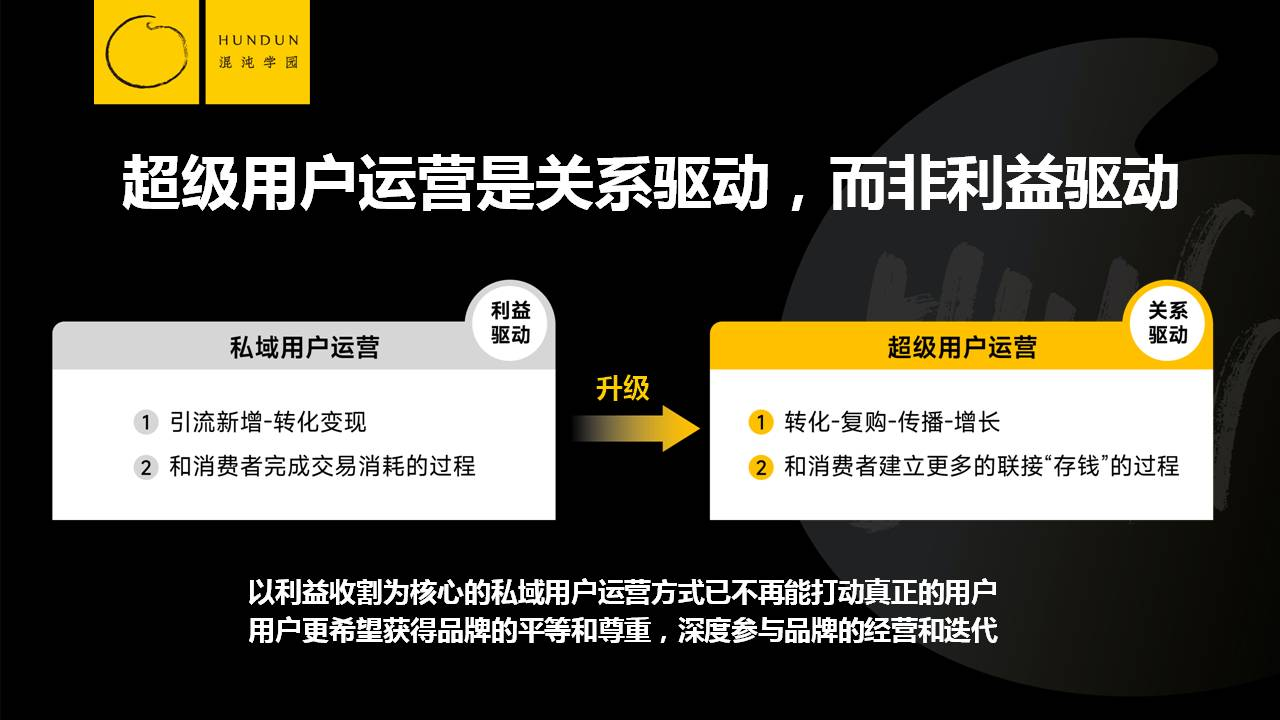 HUNDUN
混沌学园
超级用户运营是关系驱动，而非利益驱动
利益
驱动
私域用户运营
1 引流新增-转化变现
2 和消费者完成交易消耗的过程
升级
关系
驱动
超级用户运营
1 转化-复购-传播-增长
2 和消费者建立更多的联接“存钱”的过程
以利益收割为核心的私域用户运营方式已不再能打动真正的用户
用户更希望获得品牌的平等和尊重，深度参与品牌的经营和迭代